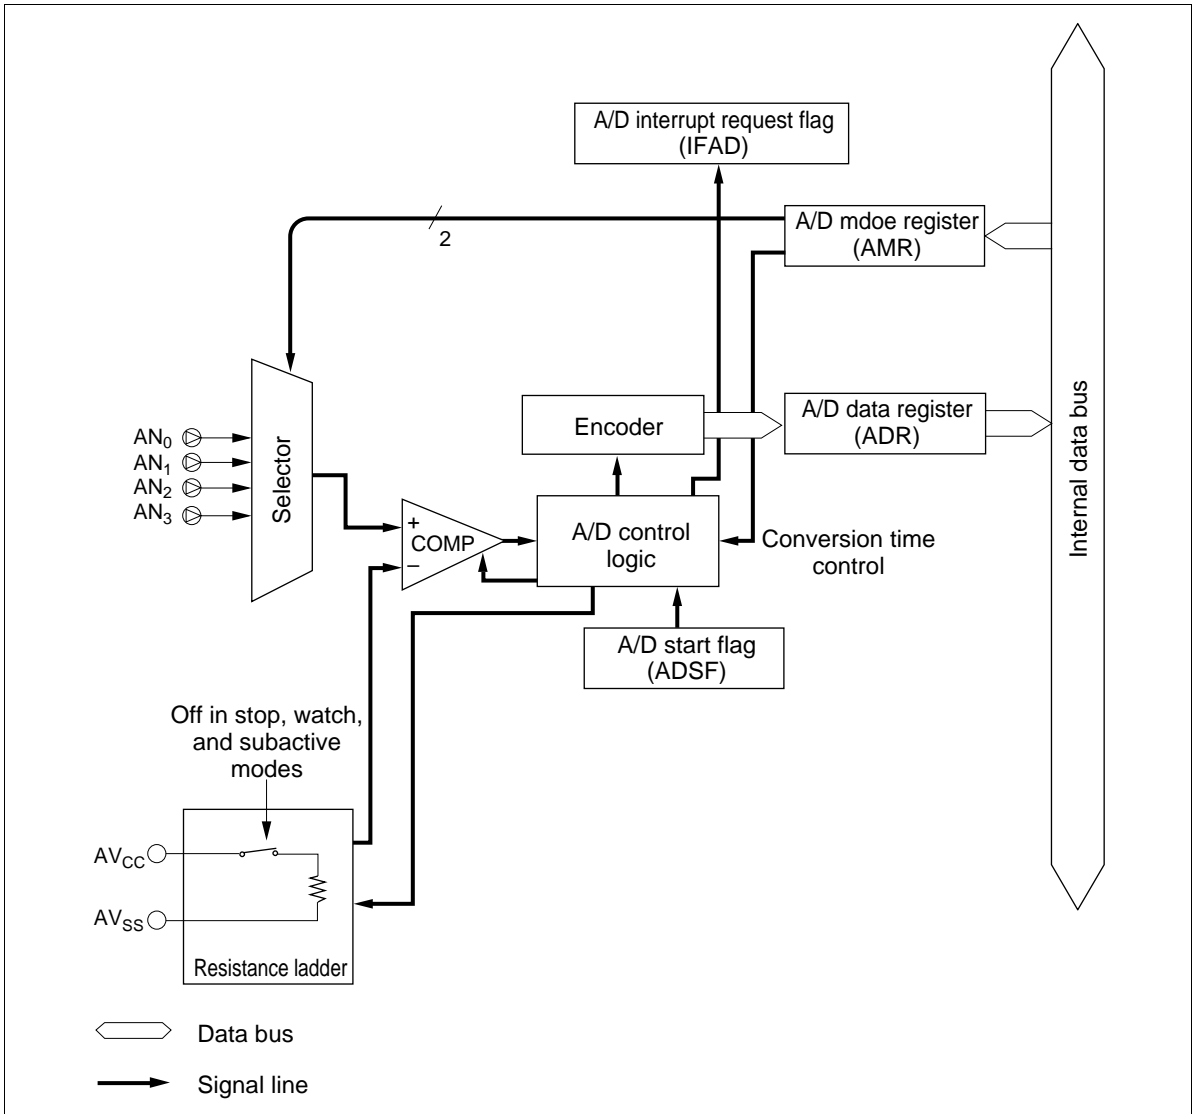 A/D interrupt request flag
(IFAD)
2
A/D mdoe register
(AMR)
Internal data bus
Encoder
A/D data register
(ADR)
AN0
AN1
AN2
AN3
Selector
+
COMP
–
A/D control
logic
Conversion time
control
A/D start flag
(ADSF)
Off in stop, watch,
and subactive
modes
AVCC
AVSS
Resistance ladder
Data bus
Signal line